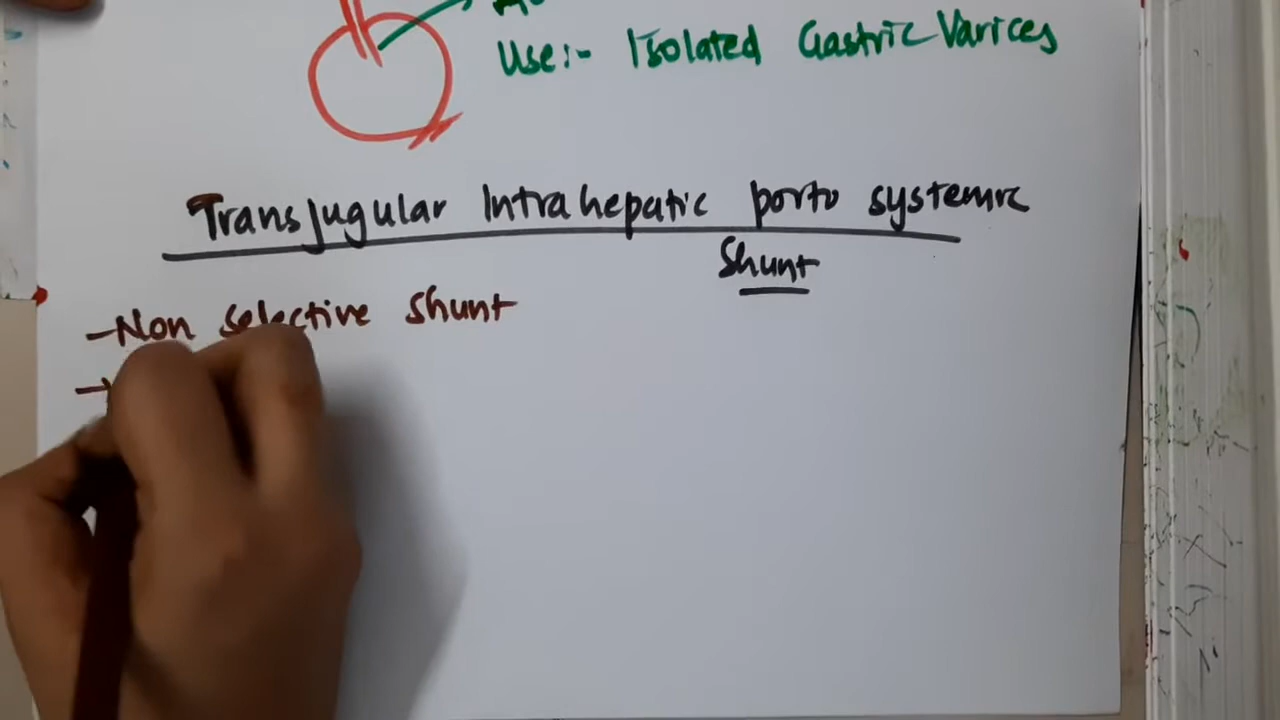 Use:- Isolated Gastric Varices
Transjugular Intrahepatic porto systemic
Shunt
-Non selective shunt